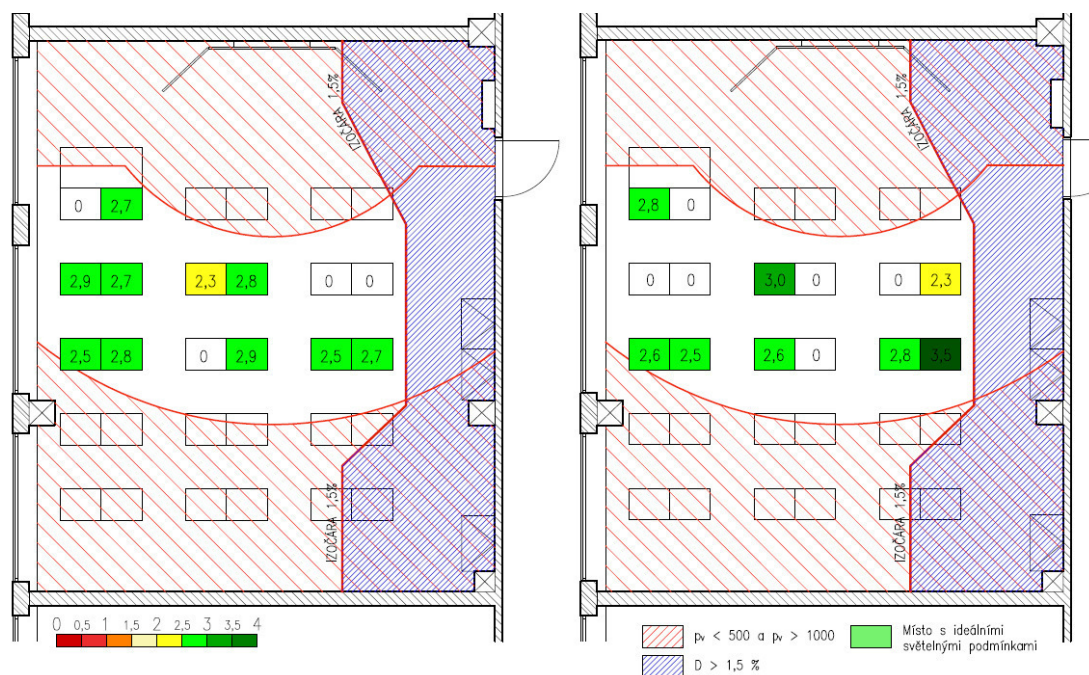 IZOČÁRA 1,5%
0 2,7
2,9 2,7 2,3 2,8 0 0
2,5 2,8 0 2,9 2,5 2,7
IZOČÁRA 1,5%
0 0,5 1 1,5 2 2,5 3 3,5 4
IZOČÁRA 1,5%
2,8 0
0 0 3,0 0 0 2,3
2,6 2,5 2,6 0 2,8 3,5
IZOČÁRA 1,5%
pv < 500 a pv > 1000
D > 1,5 %
Místo s ideálními
světelnými podmínkami